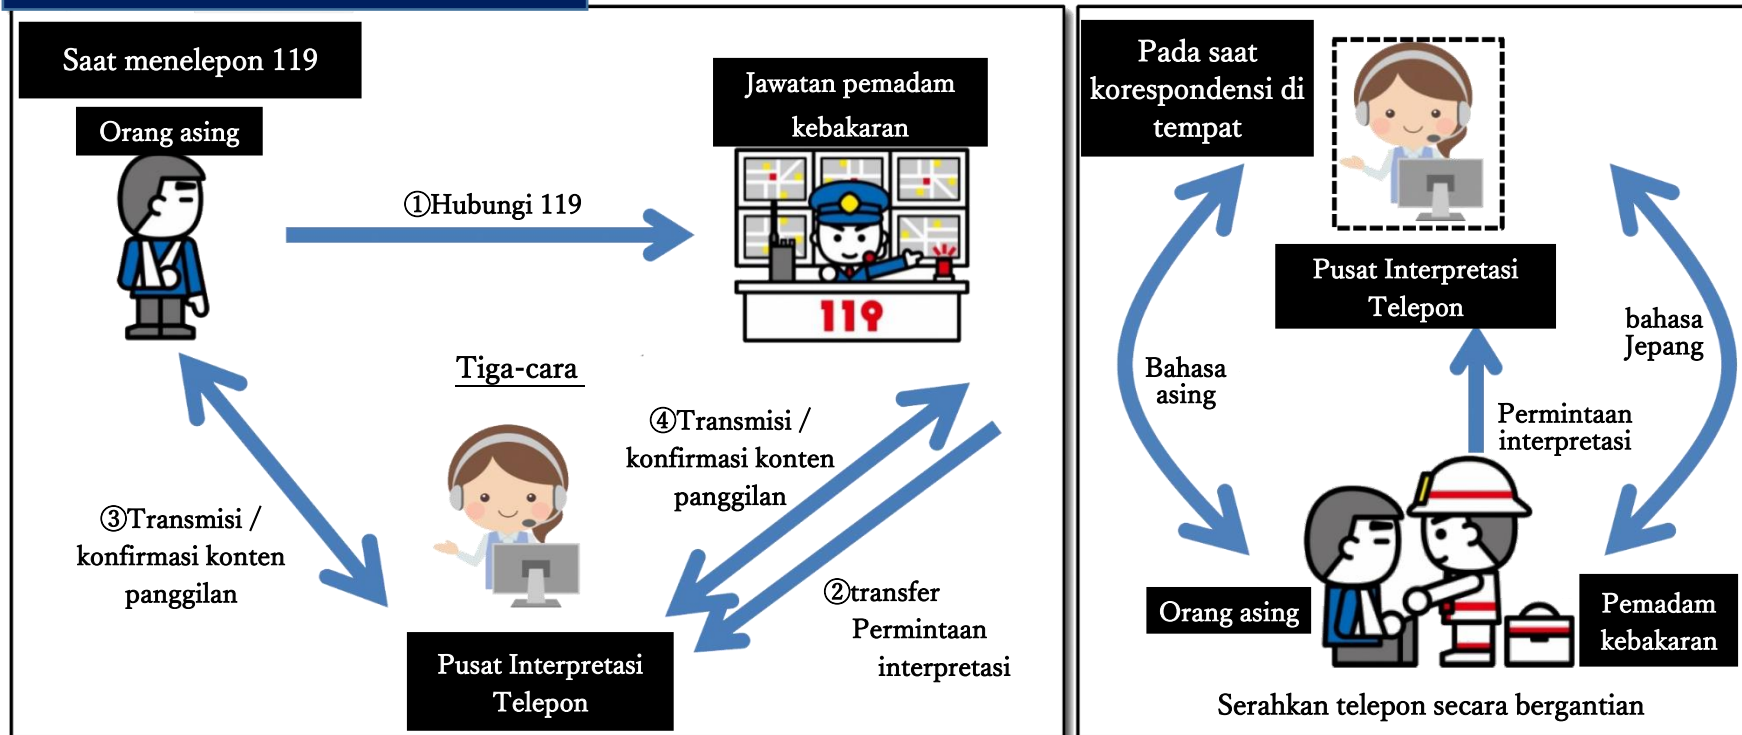 Saat menelepon 119
Orang asing
①Hubungi 119
Jawatan pemadam
kebakaran
119
Tiga-cara
③Transmisi /
konfirmasi konten
panggilan
④Transmisi /
konfirmasi konten
panggilan
②transfer
Permintaan
interpretasi
Pusat Interpretasi
Telepon
Pada saat
korespondensi di
tempat
Pusat Interpretasi
Telepon
Bahasa
asing
bahasa
Jepang
Permintaan
interpretasi
Orang asing
Pemadam
kebakaran
Serahkan telepon secara bergantian